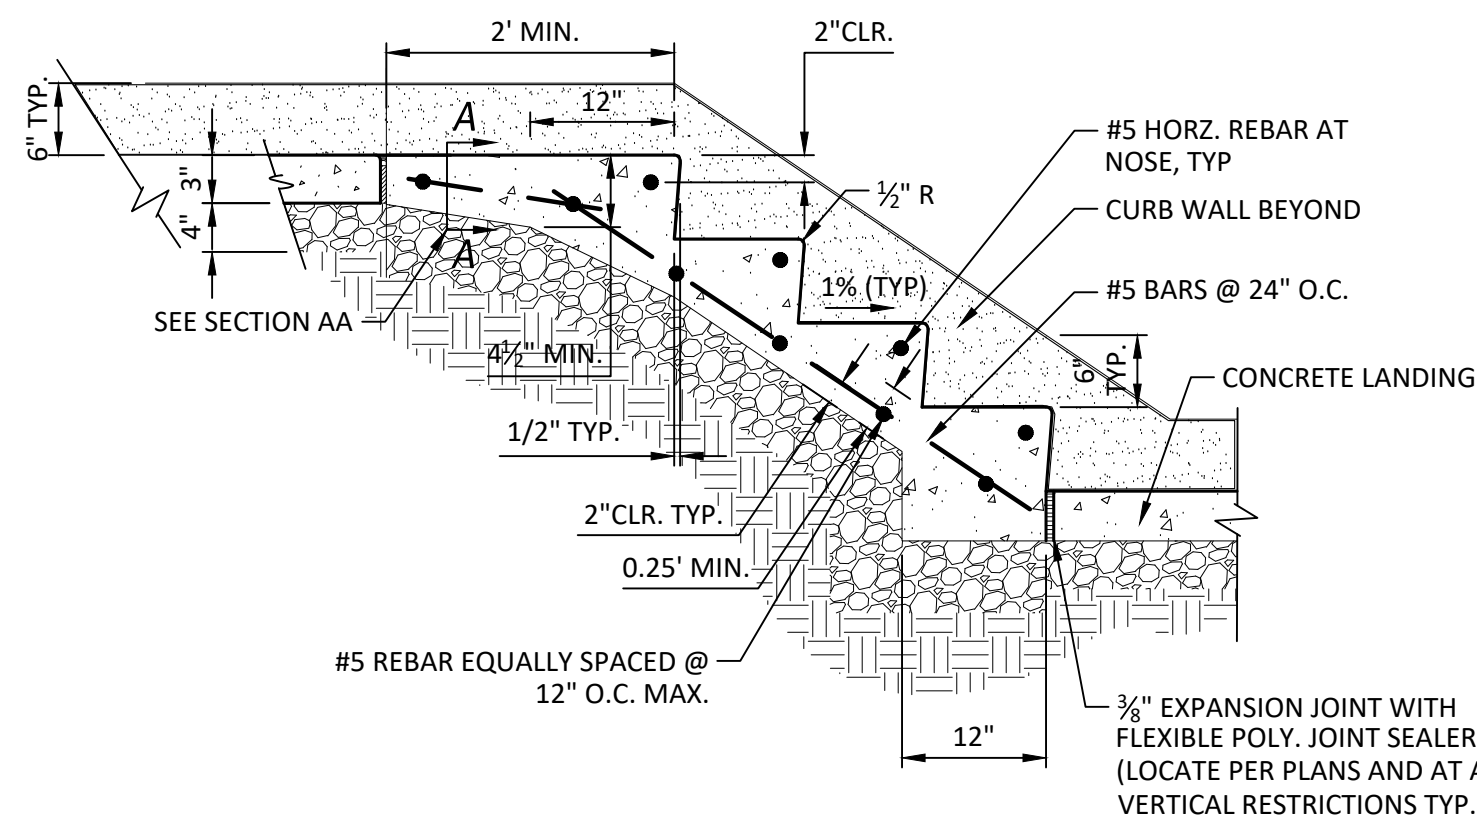 2' MIN.
2"CLR.
6" TYP.
12"
A
#5 HORZ. REBAR AT
NOSE, TYP
3"
½" R
CURB WALL BEYOND
4"
A
1% (TYP)
#5 BARS @ 24" O.C.
SEE SECTION AA
4½" MIN.
6"
TYP.
CONCRETE LANDING
1/2" TYP.
2"CLR. TYP.
0.25' MIN.
#5 REBAR EQUALLY SPACED @
12" O.C. MAX.
12"
⅜" EXPANSION JOINT WITH
FLEXIBLE POLY. JOINT SEALER
(LOCATE PER PLANS AND AT
VERTICAL RESTRICTIONS TYP.